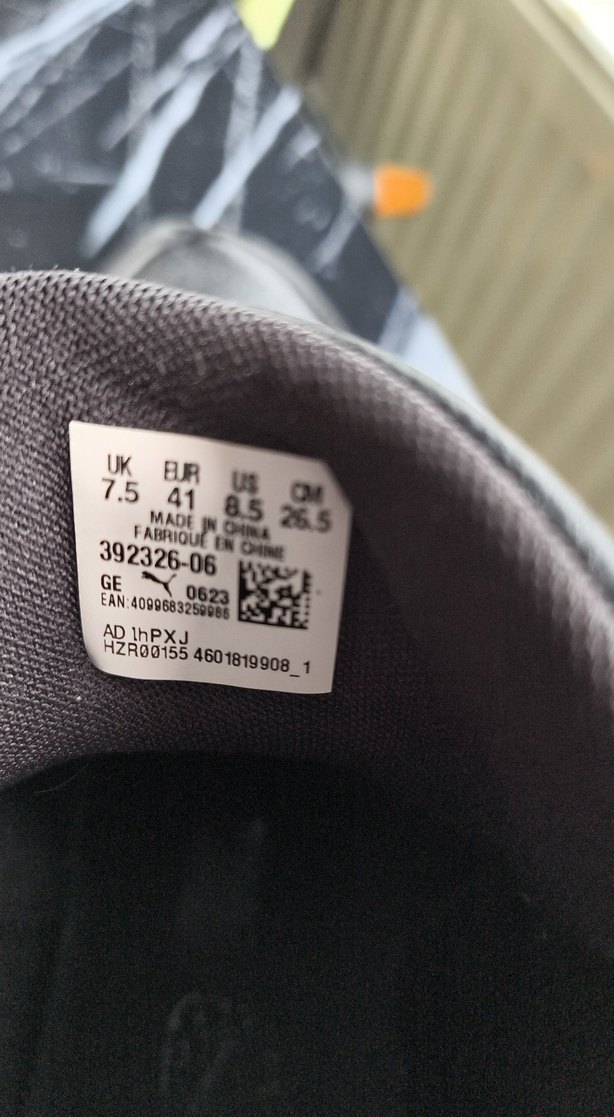 UK EUR US CM
7.5 41 8.5 26.5
MADE IN CHINA
FABRIQUE EN CHINE
392326-06
GE 0623
EAN:4099683259986
AD 1hPXJ
HZR00155 4601819908_1